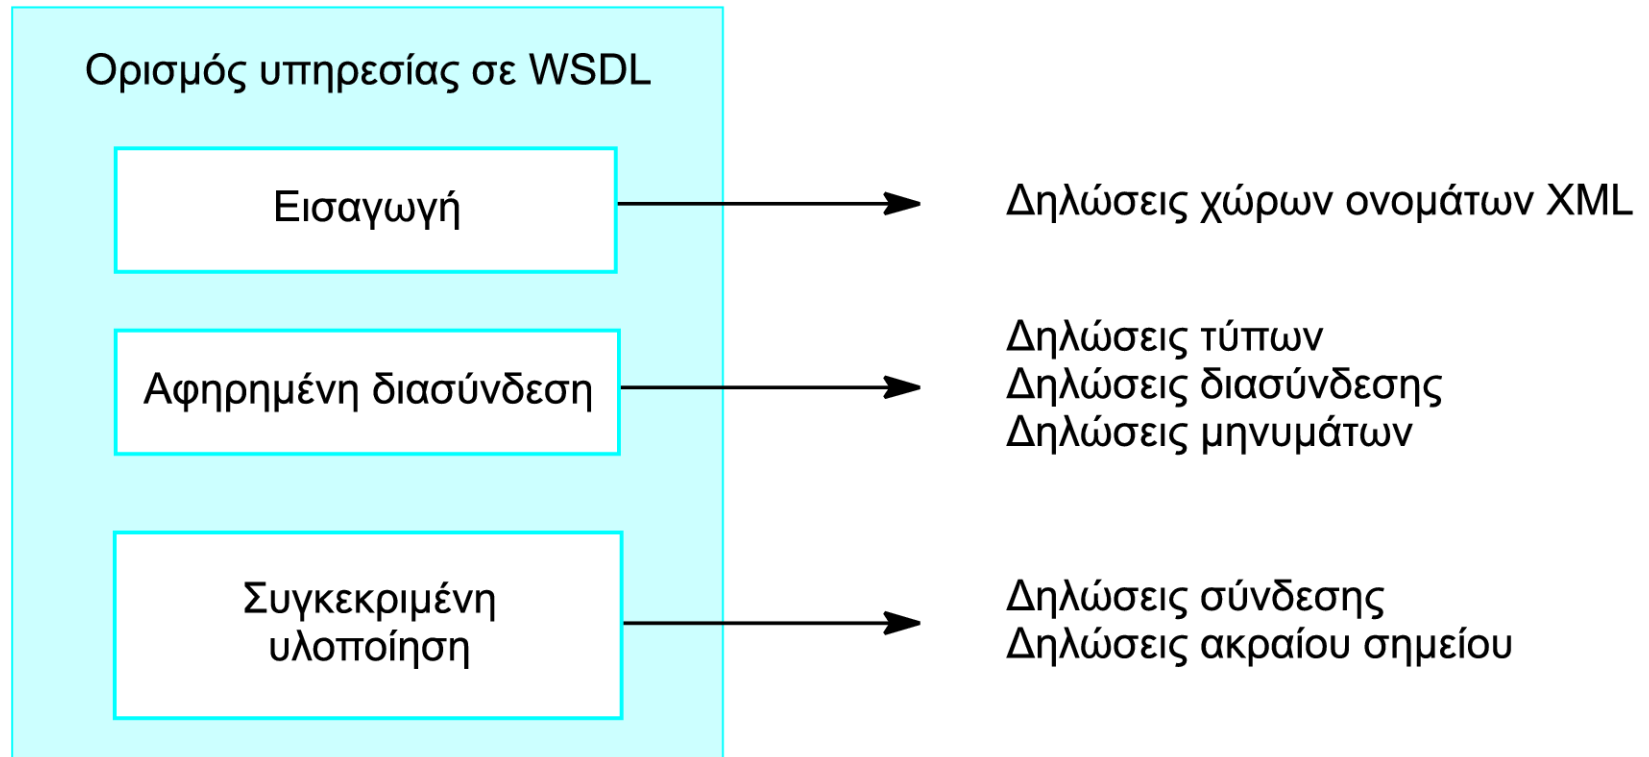 Ορισμός υπηρεσίας σε WSDL
Εισαγωγή
Δηλώσεις χώρων ονομάτων XML
Αφηρημένη διασύνδεση
Δηλώσεις τύπων
Δηλώσεις διασύνδεσης
Δηλώσεις μηνυμάτων
Συγκεκριμένη
υλοποίηση
Δηλώσεις σύνδεσης
Δηλώσεις ακραίου σημείου